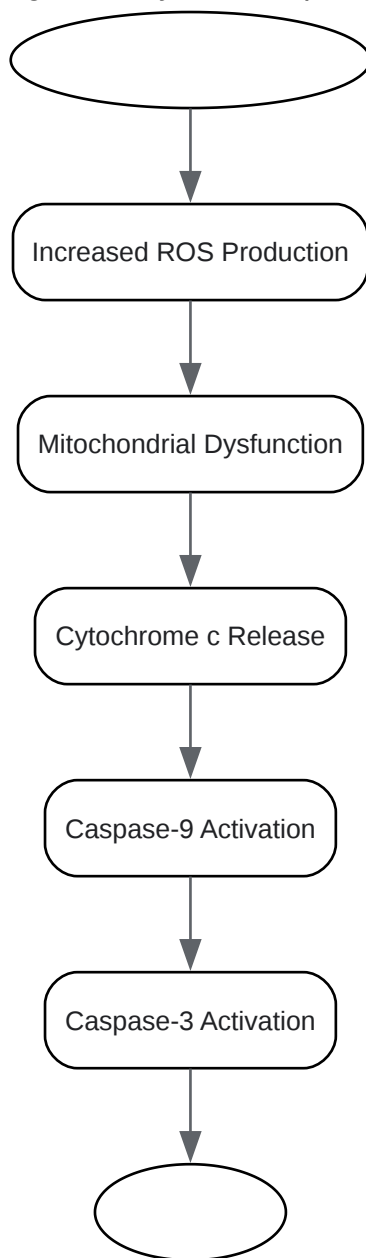 Increased ROS Production
Mitochondrial Dysfunction
Cytochrome c Release
Caspase-9 Activation
Caspase-3 Activation